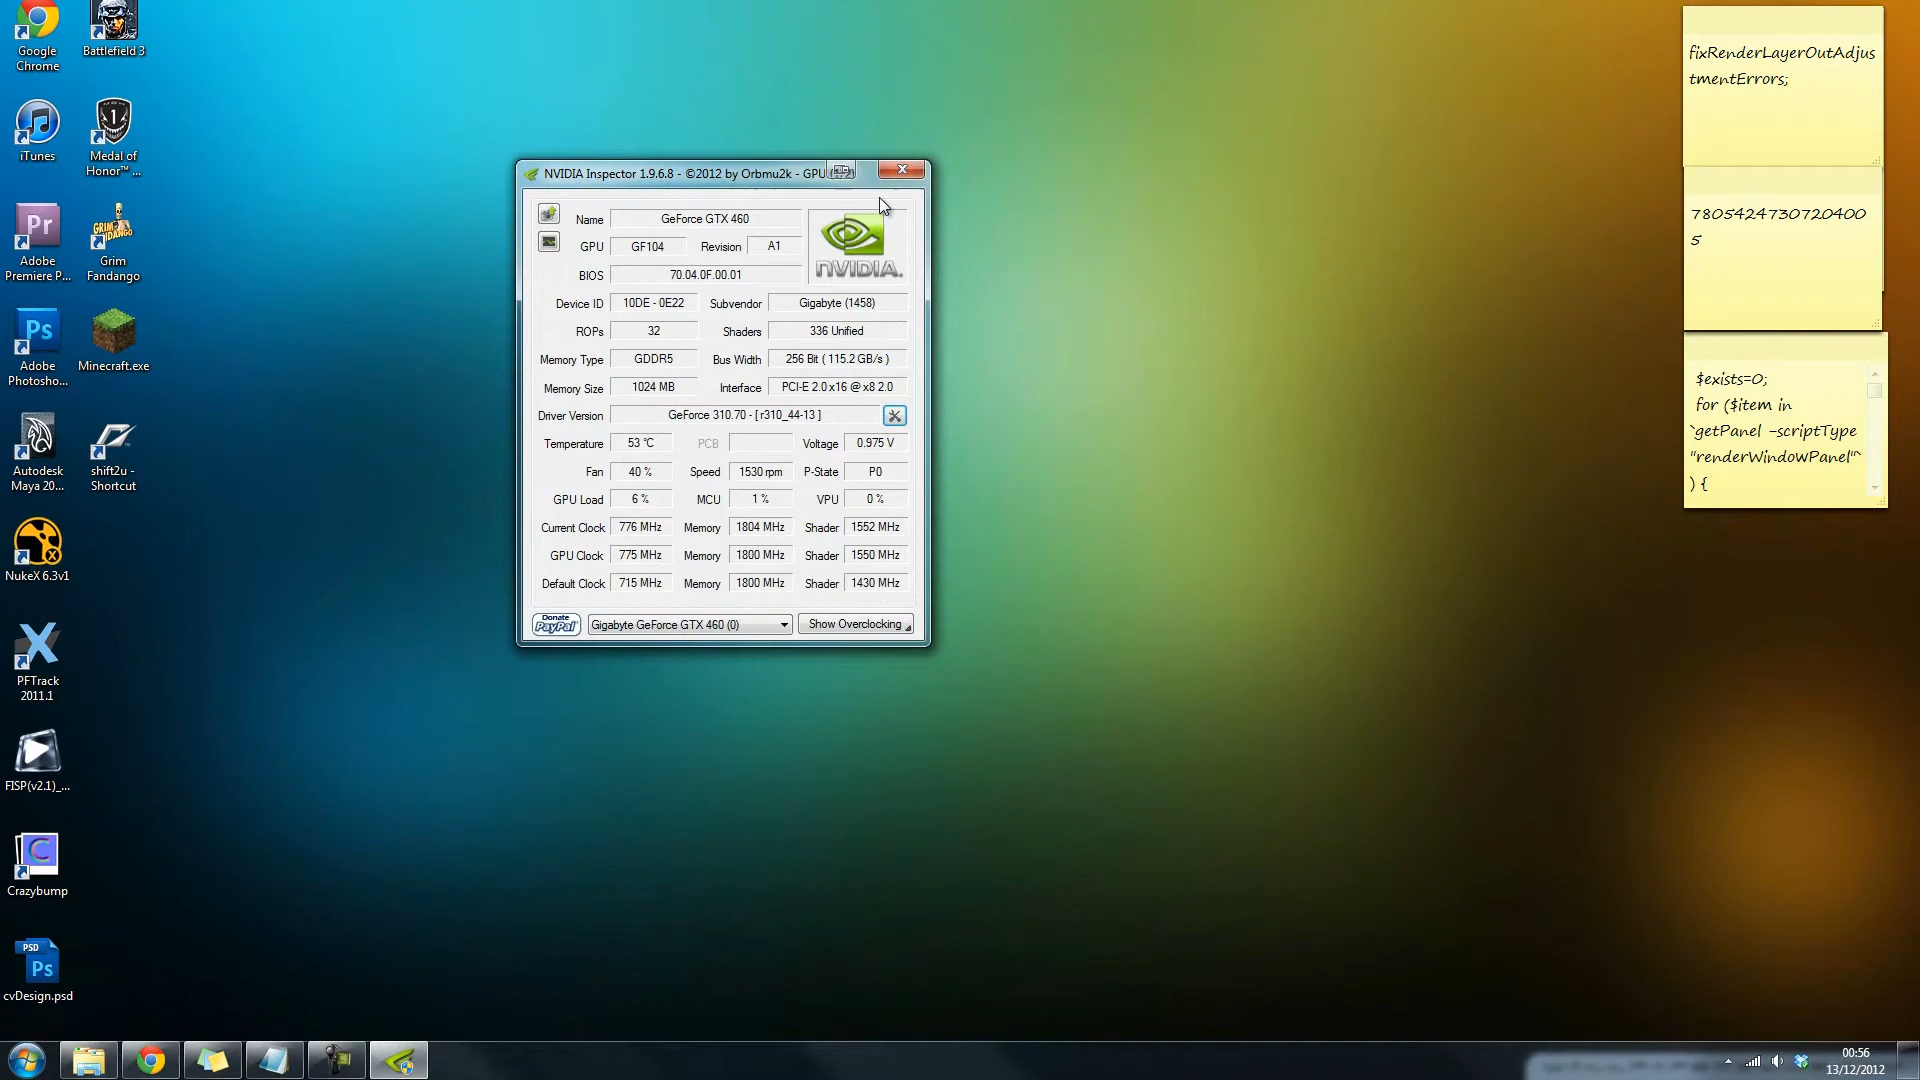 Google
Chrome
Battlefield 3
iTunes
Medal of
Honor™ ...
Pr
Adobe
Premiere P...
GRIM
FANDANGO
Grim
Fandango
Ps
Adobe
Photosho...
Minecraft.exe
Autodesk
Maya 20...
shift2u -
Shortcut
NukeX 6.3v1
PFTrack
2011.1
FISP(v2.1)_...
C
Crazybump
PSD
Ps
cvDesign.psd
NVIDIA Inspector 1.9.6.8 - ©2012 by Orbmu2k - GPU
Name GeForce GTX 460
GPU GF104 Revision A1
BIOS 70.04.0F.00.01
NVIDIA.
Device ID 10DE - 0E22 Subvendor Gigabyte (1458)
ROPs 32 Shaders 336 Unified
Memory Type GDDR5 Bus Width 256 Bit ( 115.2 GB/s )
Memory Size 1024 MB Interface PCI-E 2.0 x16 @ x8 2.0
Driver Version GeForce 310.70 - [ r310_44-13 ]
Temperature 53 °C PCB Voltage 0.975 V
Fan 40 % Speed 1530 rpm P-State P0
GPU Load 6 % MCU 1 % VPU 0 %
Current Clock 776 MHz Memory 1804 MHz Shader 1552 MHz
GPU Clock 775 MHz Memory 1800 MHz Shader 1550 MHz
Default Clock 715 MHz Memory 1800 MHz Shader 1430 MHz
Donate
PayPal
Gigabyte GeForce GTX 460 (0)
Show Overclocking
fixRenderLayerOutAdjus
tmentErrors;
7805424730720400
5
$exists=0;
for ($item in
`getPanel -scriptType
"renderWindowPanel"`
) {
00:56
13/12/2012